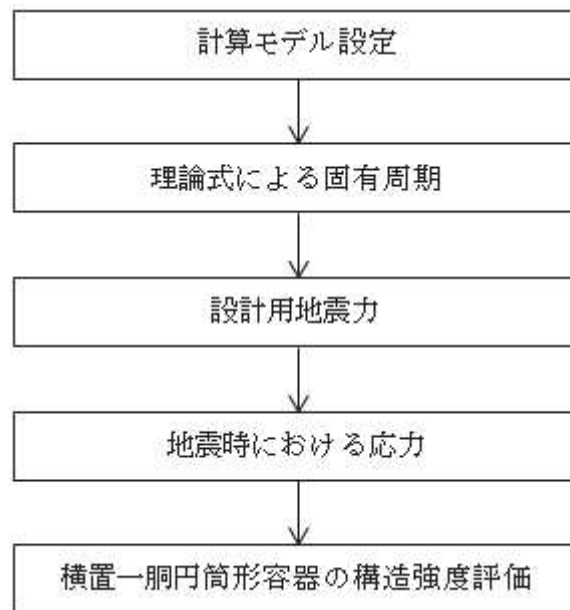 計算モデル設定
理論式による固有周期
設計用地震力
地震時における応力
横置一胴円筒形容器の構造強度評価